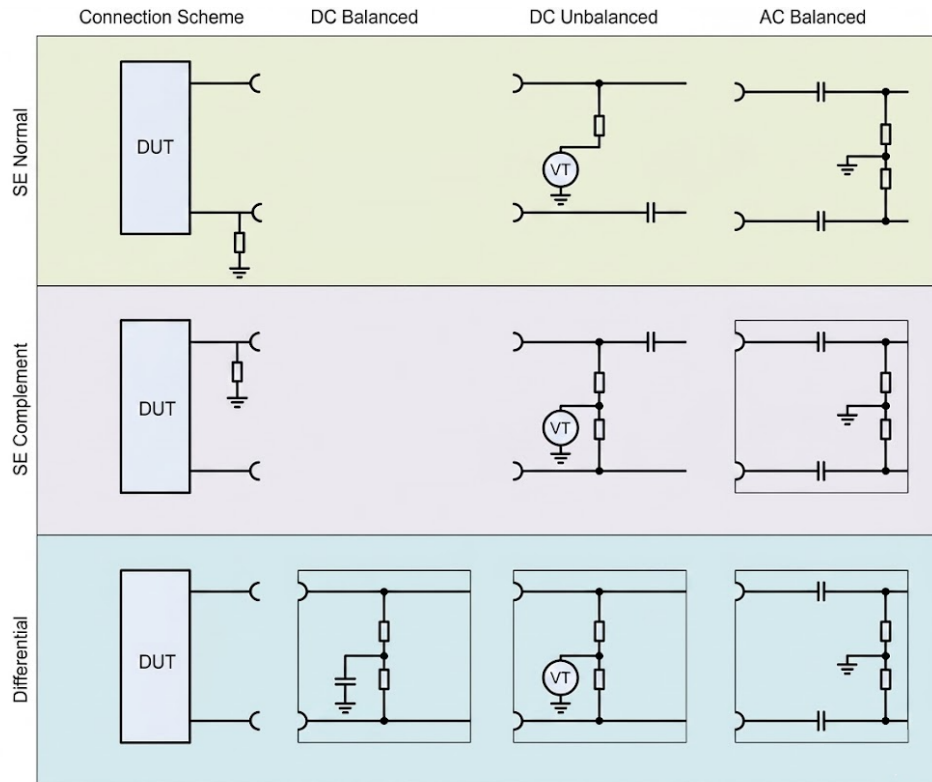 Connection Scheme DC Balanced DC Unbalanced AC Balanced
SE Normal
DUT
VT
SE Complement
DUT
VT
Differential
DUT
VT